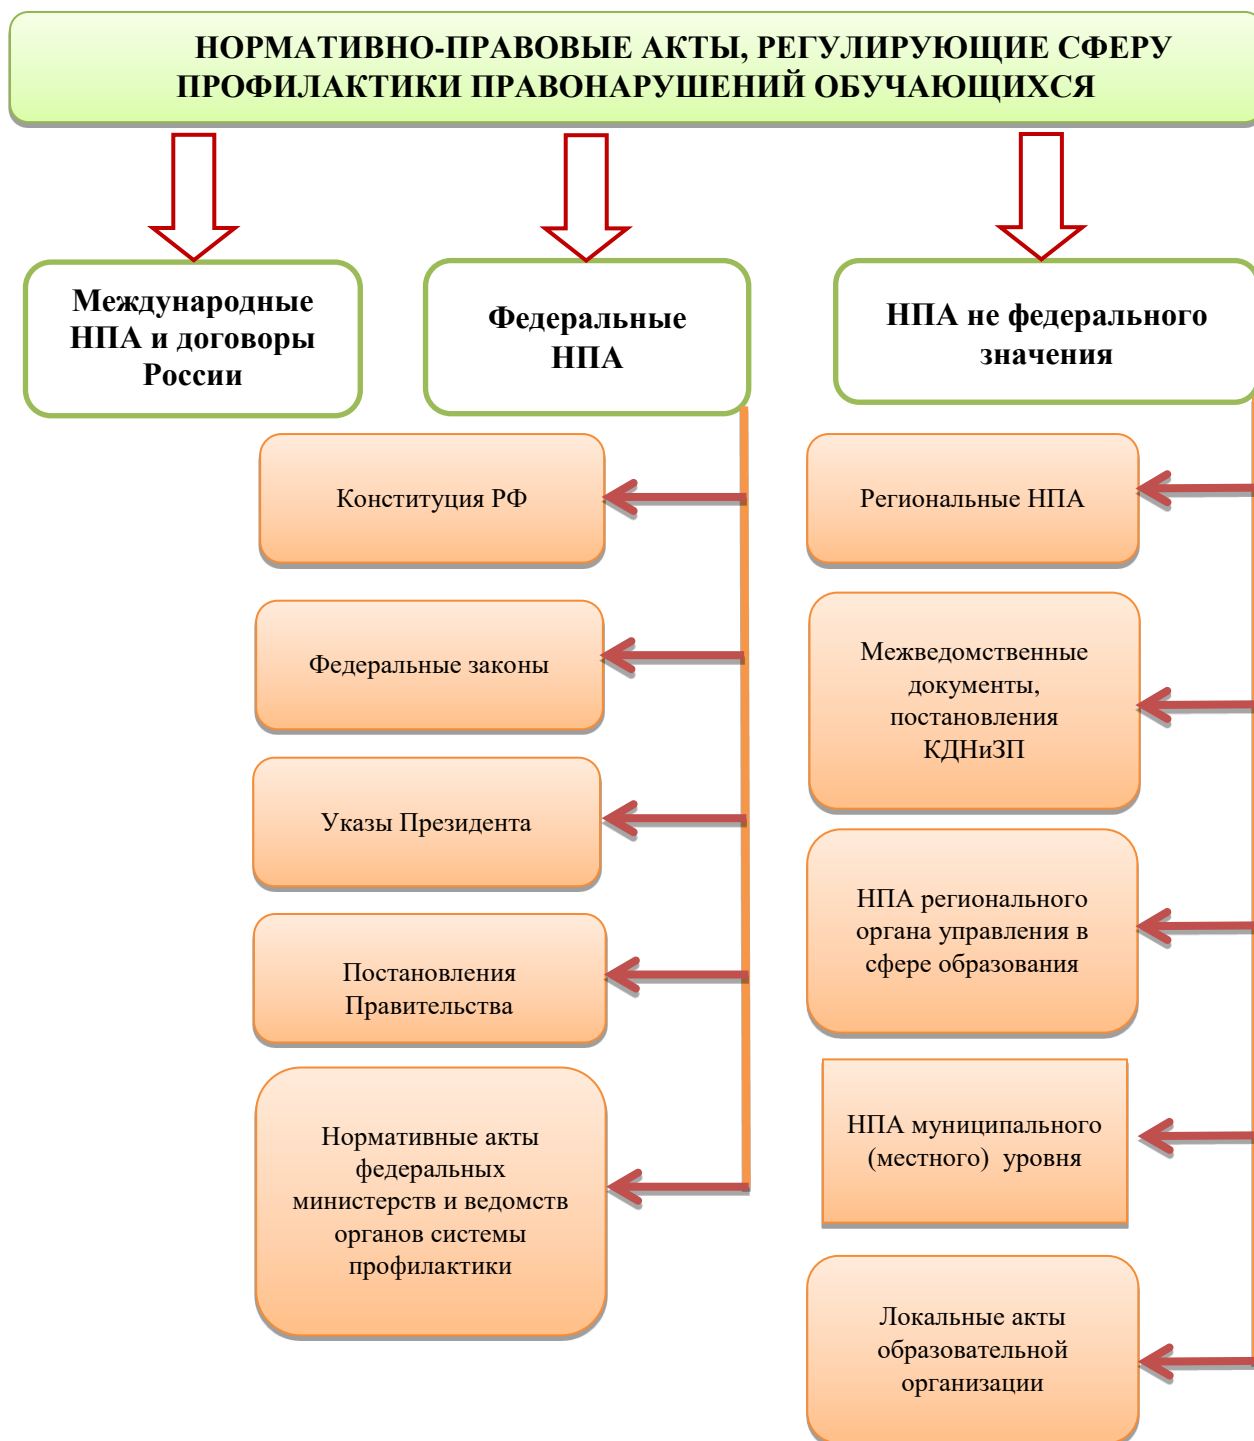 НОРМАТИВНО-ПРАВОВЫЕ АКТЫ, РЕГУЛИРУЮЩИЕ СФЕРУ
ПРОФИЛАКТИКИ ПРАВОНАРУШЕНИЙ ОБУЧАЮЩИХСЯ
Международные
НПА и договоры
России
Федеральные
НПА
НПА не федерального
значения
Конституция РФ
Федеральные законы
Указы Президента
Постановления
Правительства
Нормативные акты
федеральных
министерств и ведомств
органов системы
профилактики
Региональные НПА
Межведомственные
документы,
постановления
КДНиЗП
НПА регионального
органа управления в
сфере образования
НПА муниципального
(местного)  уровня
Локальные акты
образовательной
организации